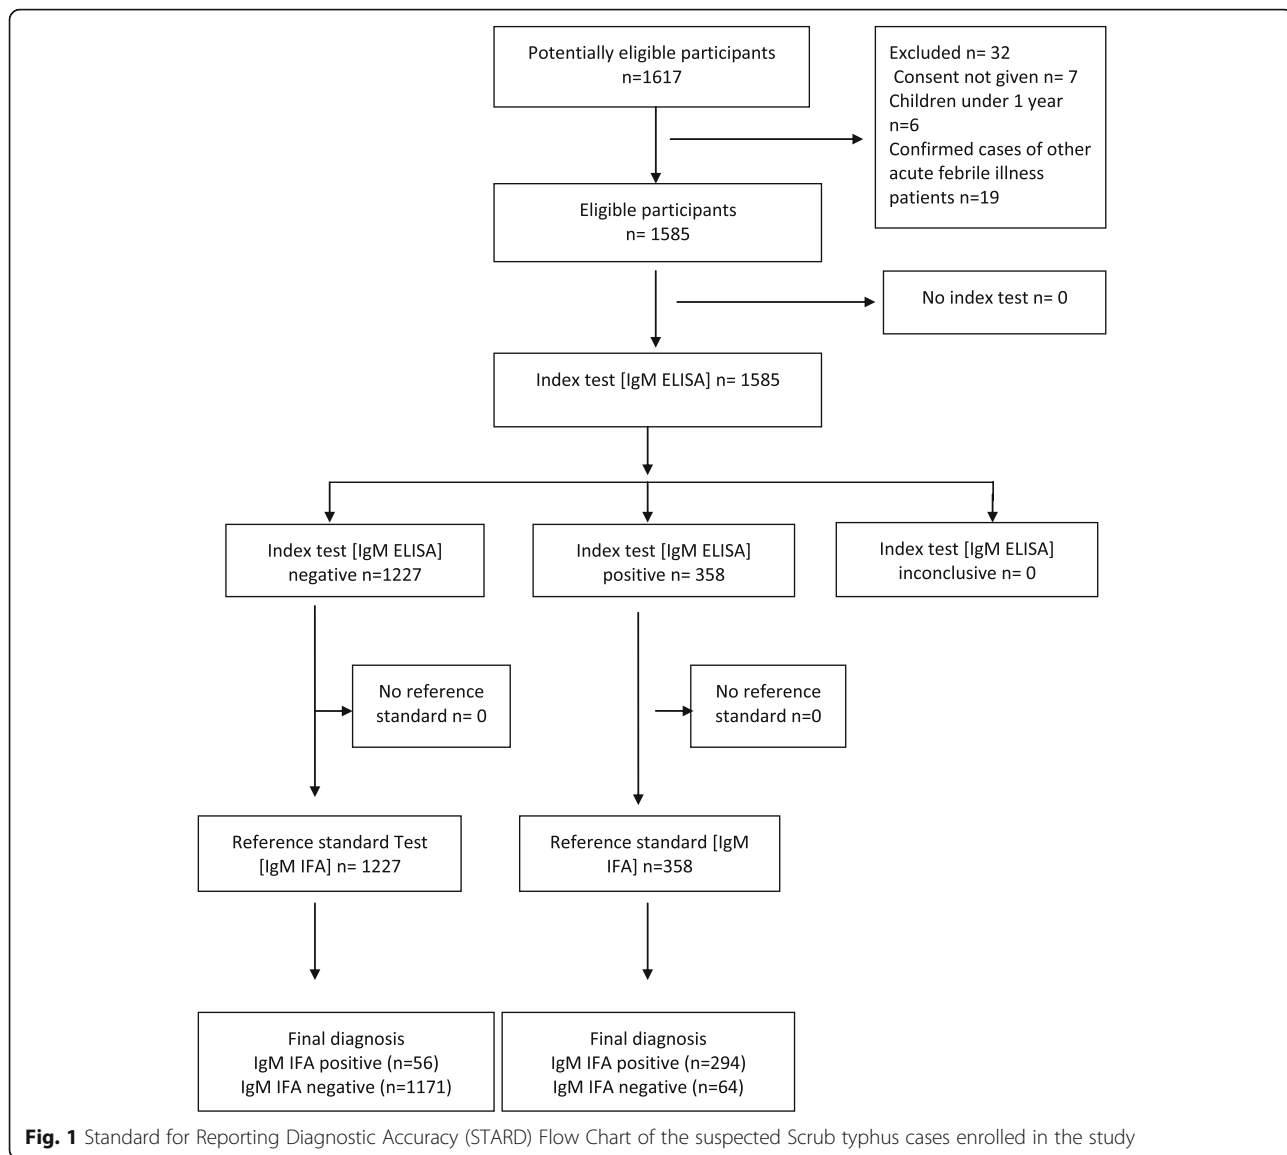 Potentially eligible participants
n=1617
Excluded n= 32
Consent not given n= 7
Children under 1 year
n=6
Confirmed cases of other
acute febrile illness
patients n=19
Eligible participants
n= 1585
No index test n= 0
Index test [IgM ELISA] n= 1585
Index test [IgM ELISA]
negative n=1227
Index test [IgM ELISA]
positive n= 358
Index test [IgM ELISA]
inconclusive n= 0
No reference
standard n= 0
No reference
standard n=0
Reference standard Test
[IgM IFA] n= 1227
Reference standard [IgM
IFA] n=358
Final diagnosis
IgM IFA positive (n=56)
IgM IFA negative (n=1171)
Final diagnosis
IgM IFA positive (n=294)
IgM IFA negative (n=64)
Fig. 1 Standard for Reporting Diagnostic Accuracy (STARD) Flow Chart of the suspected Scrub typhus cases enrolled in the study